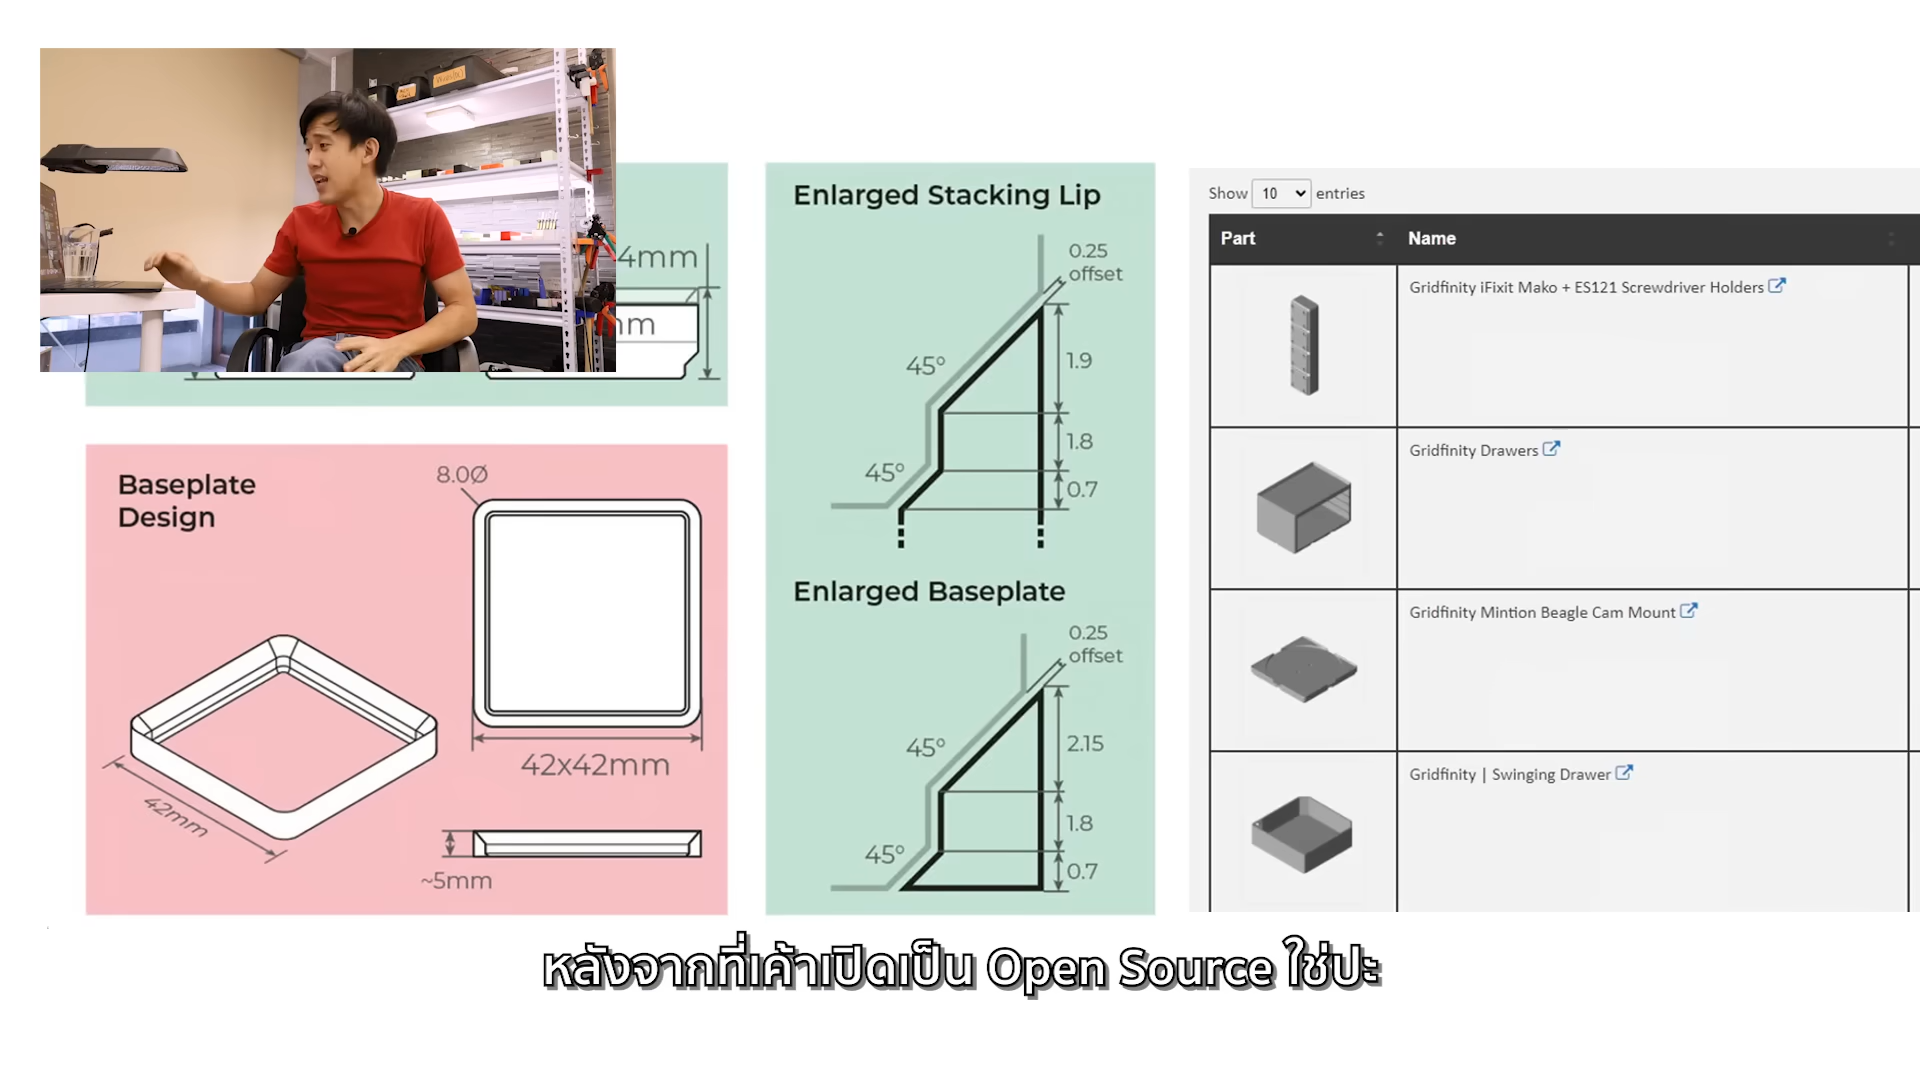 4mm
mm
Baseplate
Design
8.0Ø
42x42mm
42mm
~5mm
Enlarged Stacking Lip
0.25
offset
45°
1.9
1.8
45°
0.7
Enlarged Baseplate
0.25
offset
45°
2.15
1.8
45°
0.7
Show 10 entries
Part Name
Gridfinity iFixit Mako + ES121 Screwdriver Holders
Gridfinity Drawers
Gridfinity Mintion Beagle Cam Mount
Gridfinity | Swinging Drawer
หลังจากที่เค้าเปิดเป็น Open Source ใช่ปะ